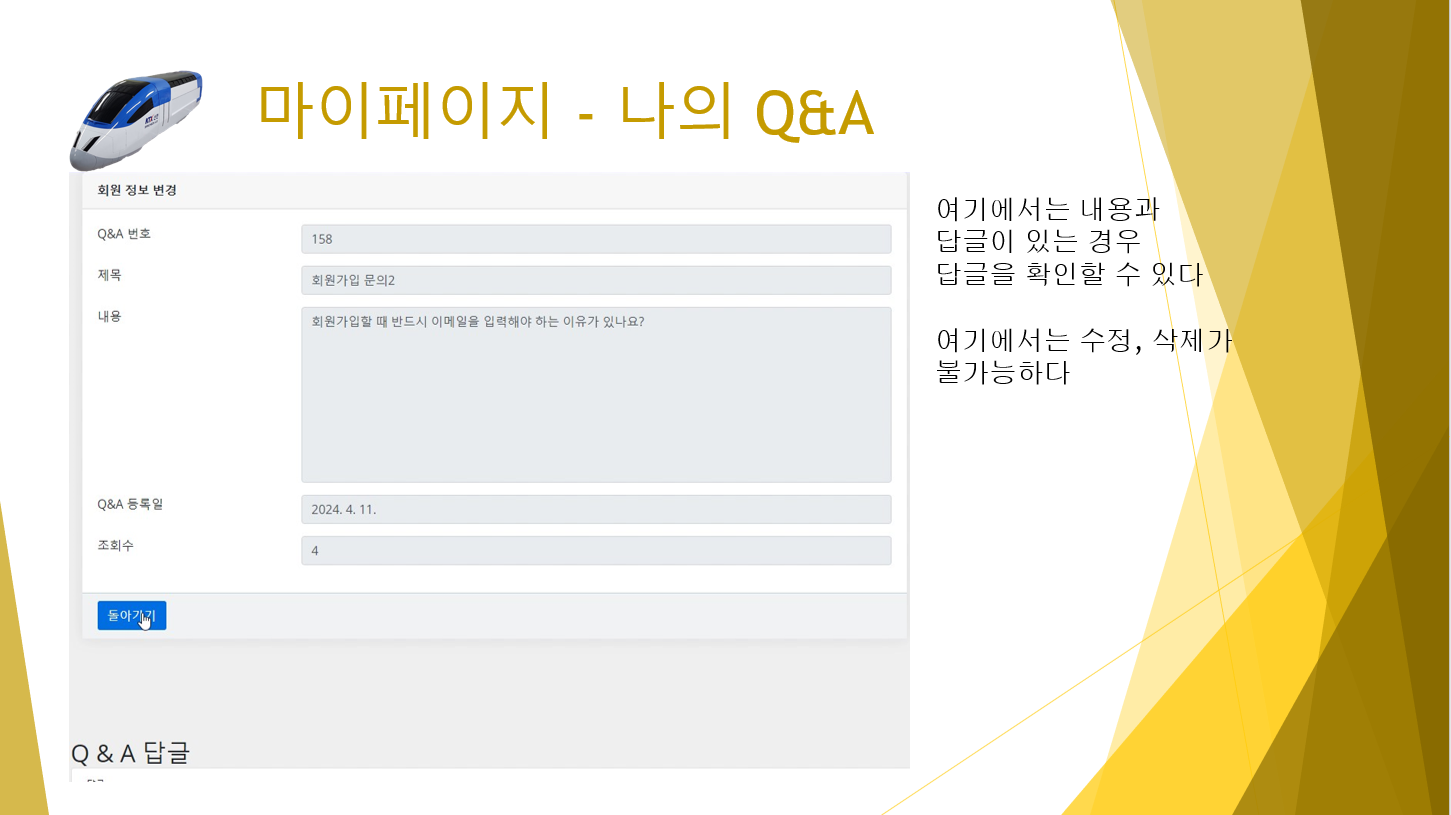 마이페이지 - 나의 Q&A
회원 정보 변경
Q&A 번호
158
제목
회원가입 문의2
내용
회원가입할 때 반드시 이메일을 입력해야 하는 이유가 있나요?
Q&A 등록일
2024. 4. 11.
조회수
4
돌아가기
Q & A 답글
여기에서는 내용과
답글이 있는 경우
답글을 확인할 수 있다
여기에서는 수정, 삭제가
불가능하다